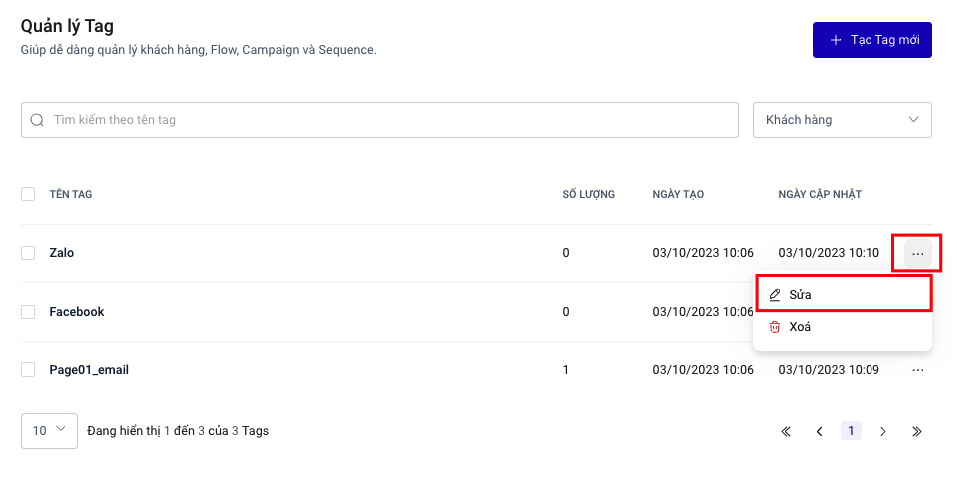 Quản lý Tag
Giúp dễ dàng quản lý khách hàng, Flow, Campaign và Sequence.
Tạc Tag mới
Tìm kiếm theo tên tag
Khách hàng
TÊN TAG SỐ LƯỢNG NGÀY TẠO NGÀY CẬP NHẬT
Zalo 0 03/10/2023 10:06 03/10/2023 10:10 ...
Sửa
Facebook 0 03/10/2023 10:06
Xoá
Page01_email 1 03/10/2023 10:06 03/10/2023 10:09 ...
10 Đang hiển thị 1 đến 3 của 3 Tags
1